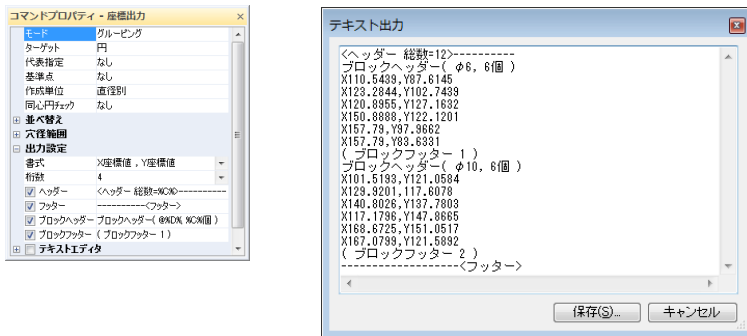 コマンドプロパティ - 座標出力
モード グルーピング
ターゲット 円
代表指定 なし
基準点 なし
作成単位 直径別
同心円チェック なし
並べ替え
穴径範囲
出力設定
書式 X座標値 , Y座標値
桁数 4
ヘッダー <ヘッダー 総数=%C%>----------
フッター ----------<フッター>
ブロックヘッダー ブロックヘッダー( @%D%, %C%個 )
ブロックフッター ( ブロックフッター 1 )
テキストエディタ
テキスト出力
<ヘッダー 総数=12>----------
ブロックヘッダー( φ6, 6個 )
X110.5439,Y87.6145
X123.2844,Y102.7439
X120.8955,Y127.1632
X150.8888,Y122.1201
X157.79,Y97.9662
X157.79,Y83.6331
( ブロックフッター 1 )
ブロックヘッダー( φ10, 6個 )
X101.5193,Y121.0584
X129.9201,117.6078
X140.8026,Y137.7803
X117.1796,Y147.8665
X168.6725,Y151.0517
X167.0799,Y121.5892
( ブロックフッター 2 )
------------------<フッター>
保存(S)... キャンセル